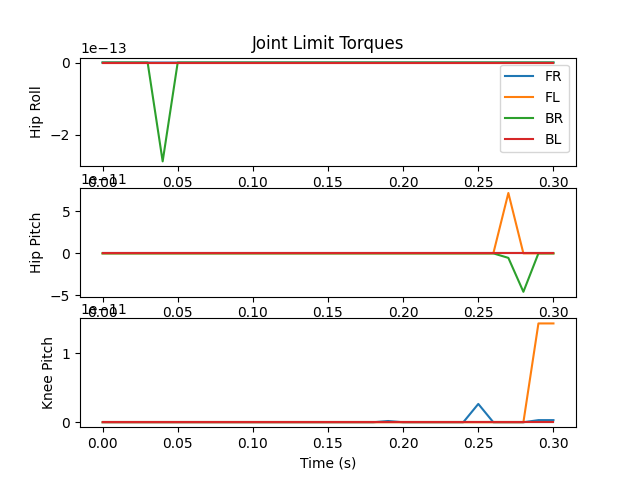 Joint Limit Torques
1e−13
0
−2
Hip Roll
FR
FL
BR
BL
0.00 0.05 0.10 0.15 0.20 0.25 0.30
1e−11
5
0
−5
Hip Pitch
0.00 0.05 0.10 0.15 0.20 0.25 0.30
1e−11
1
0
Knee Pitch
0.00 0.05 0.10 0.15 0.20 0.25 0.30
Time (s)